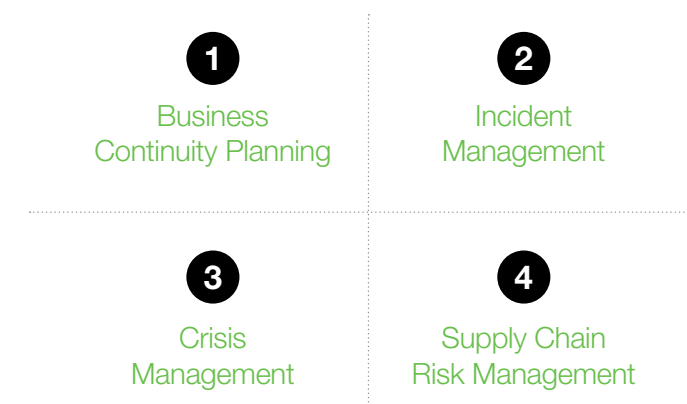 1
Business
Continuity Planning
2
Incident
Management
3
Crisis
Management
4
Supply Chain
Risk Management